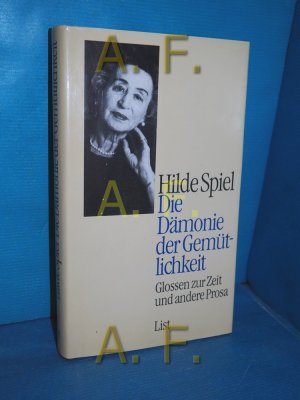 A. F.
A. F.
A. F.
Hilde Spiel
Die
Dämonie
der Gemüt-
lichkeit
Glossen zur Zeit
und andere Prosa
List
A. F.